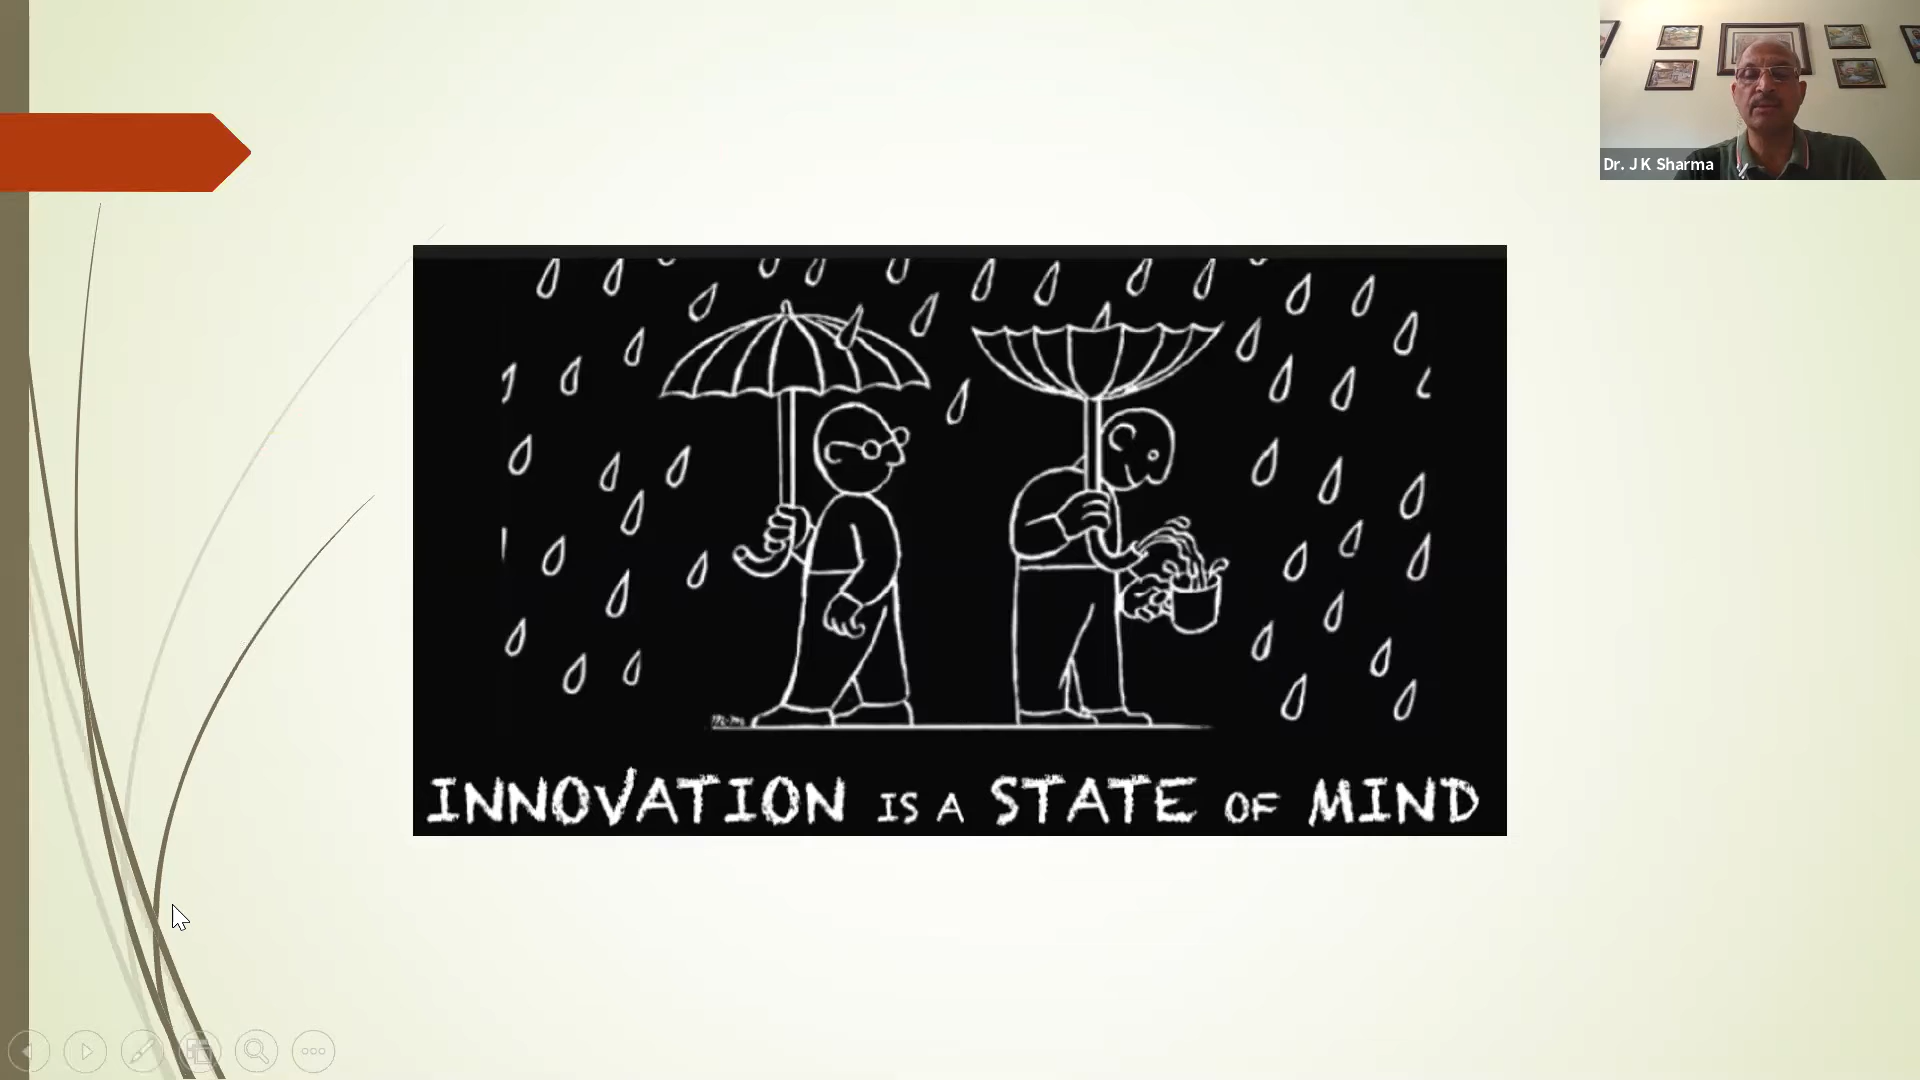 Dr. J K Sharma
INNOVATION IS A STATE OF MIND